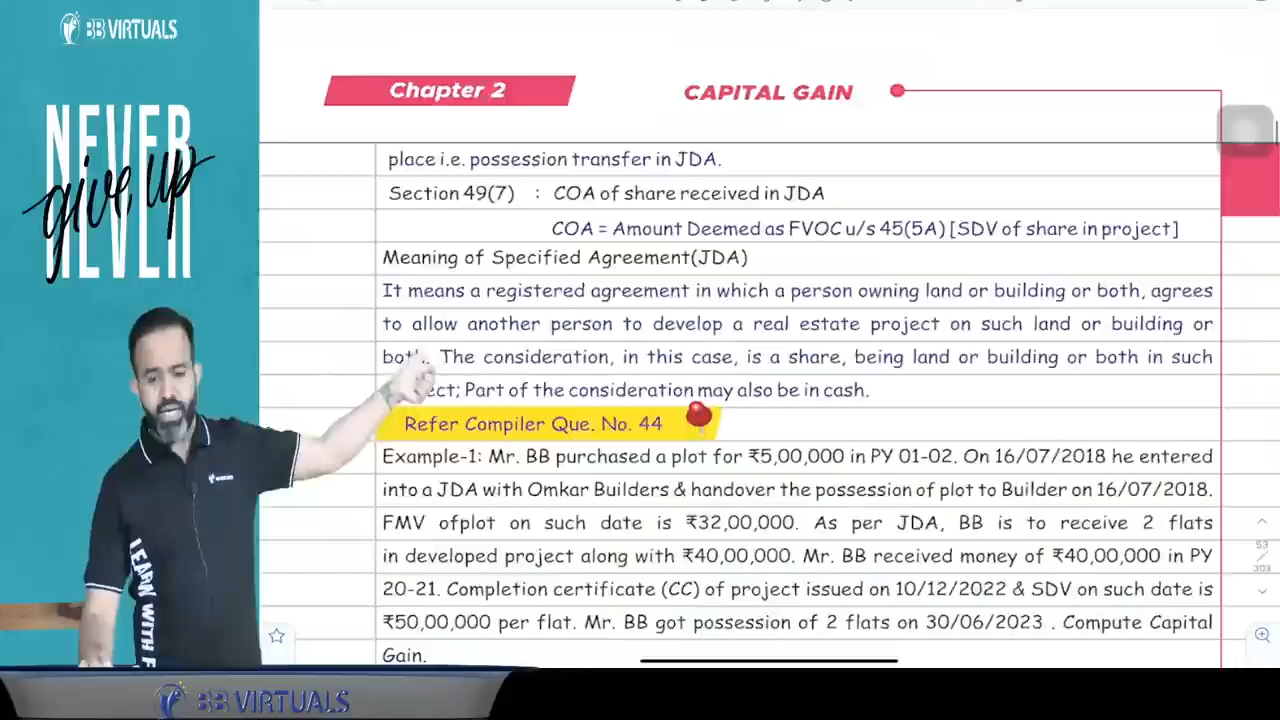 BB VIRTUALS
NEVER
give up
NEVER
Chapter 2
CAPITAL GAIN
place i.e. possession transfer in JDA.
Section 49(7) : COA of share received in JDA
COA = Amount Deemed as FVOC u/s 45(5A) [SDV of share in project]
Meaning of Specified Agreement(JDA)
It means a registered agreement in which a person owning land or building or both, agrees
to allow another person to develop a real estate project on such land or building or
both. The consideration, in this case, is a share, being land or building or both in such
ect; Part of the consideration may also be in cash.
Refer Compiler Que. No. 44
Example-1: Mr. BB purchased a plot for ₹5,00,000 in PY 01-02. On 16/07/2018 he entered
into a JDA with Omkar Builders & handover the possession of plot to Builder on 16/07/2018.
FMV ofplot on such date is ₹32,00,000. As per JDA, BB is to receive 2 flats
in developed project along with ₹40,00,000. Mr. BB received money of ₹40,00,000 in PY
20-21. Completion certificate (CC) of project issued on 10/12/2022 & SDV on such date is
₹50,00,000 per flat. Mr. BB got possession of 2 flats on 30/06/2023 . Compute Capital
Gain.
53
303
LEARN WITH F
BB VIRTUALS